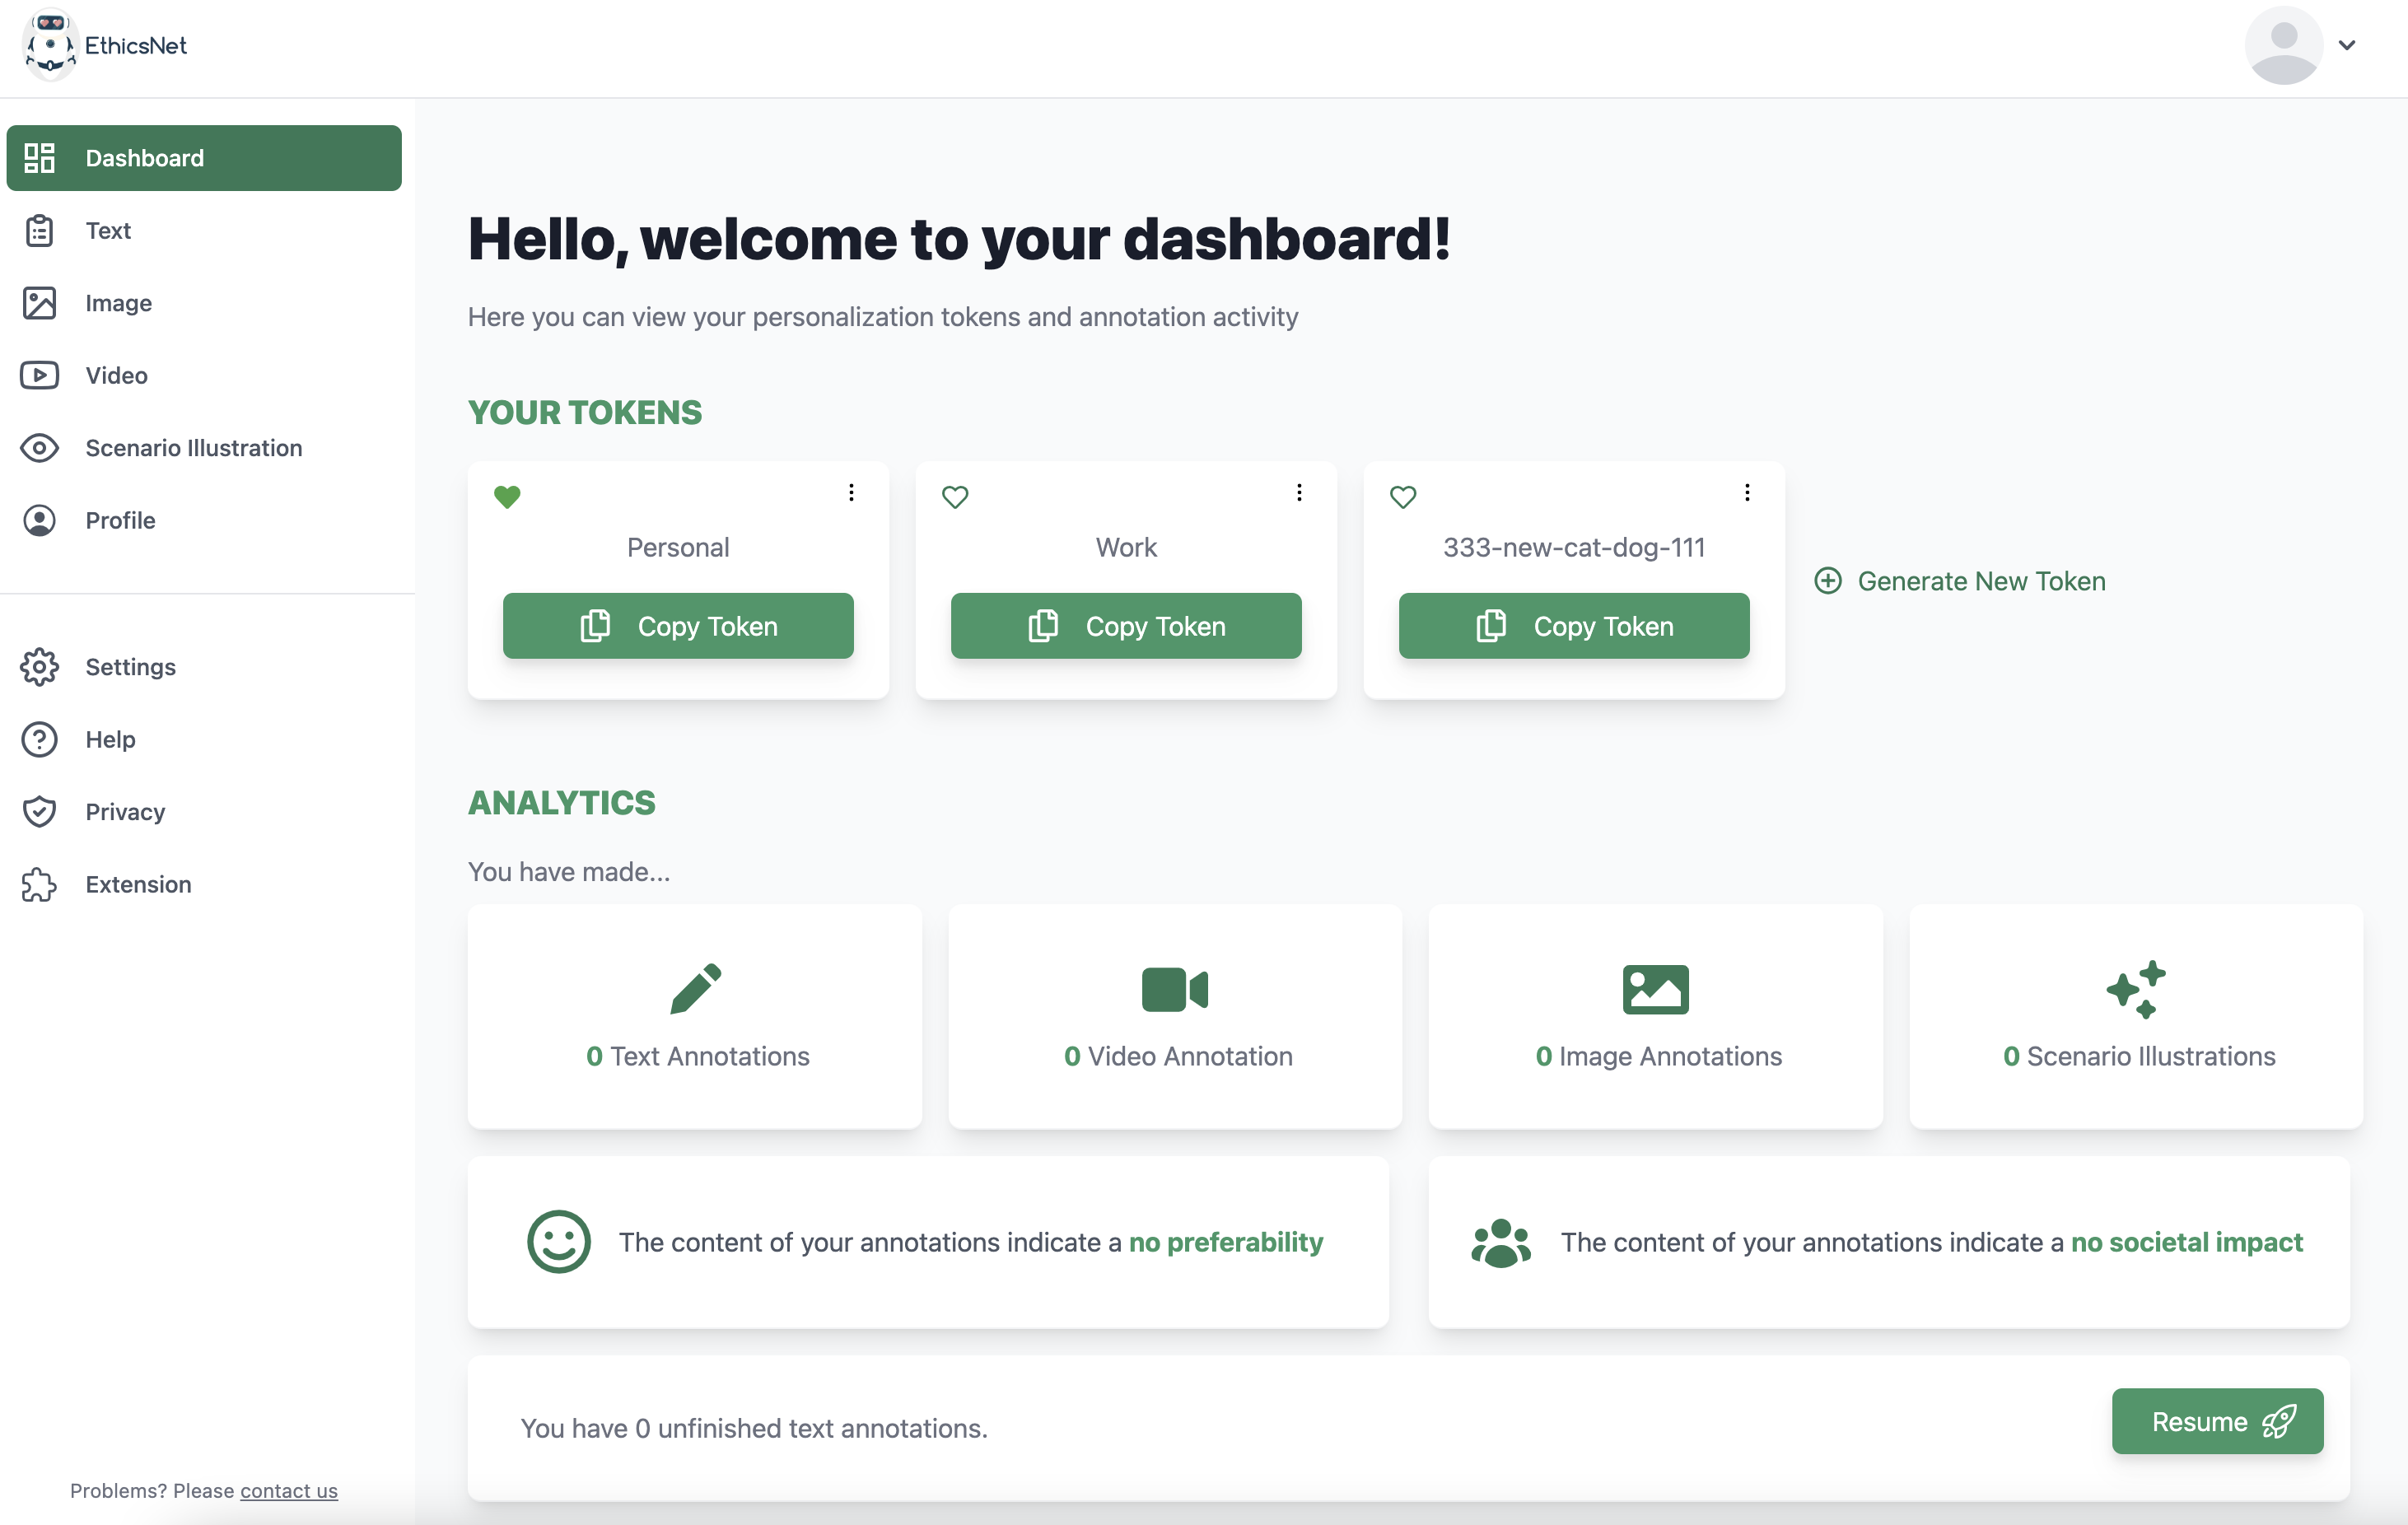 EthicsNet
Dashboard
Text
Image
Video
Scenario Illustration
Profile
Settings
Help
Privacy
Extension
Problems? Please contact us
Hello, welcome to your dashboard!
Here you can view your personalization tokens and annotation activity
YOUR TOKENS
Personal
Copy Token
Work
Copy Token
333-new-cat-dog-111
Copy Token
Generate New Token
ANALYTICS
You have made...
0 Text Annotations
0 Video Annotation
0 Image Annotations
0 Scenario Illustrations
The content of your annotations indicate a no preferability
The content of your annotations indicate a no societal impact
You have 0 unfinished text annotations.
Resume